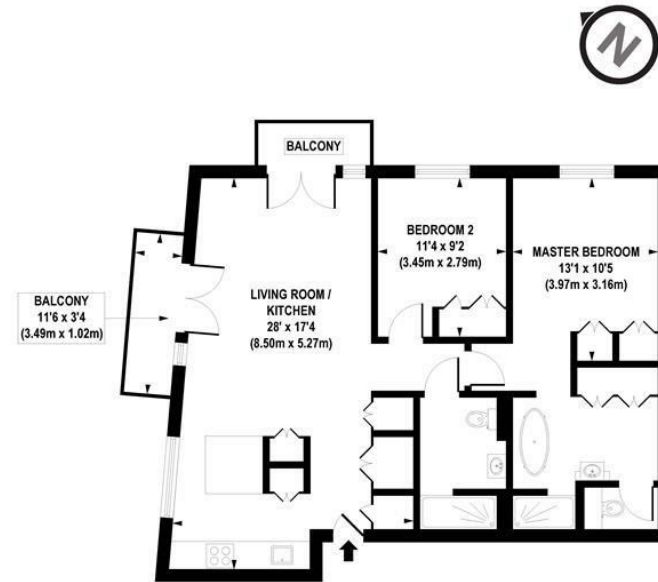 N
BALCONY
BEDROOM 2
11'4 x 9'2
(3.45m x 2.79m)
MASTER BEDROOM
13'1 x 10'5
(3.97m x 3.16m)
BALCONY
11'6 x 3'4
(3.49m x 1.02m)
LIVING ROOM /
KITCHEN
28' x 17'4
(8.50m x 5.27m)